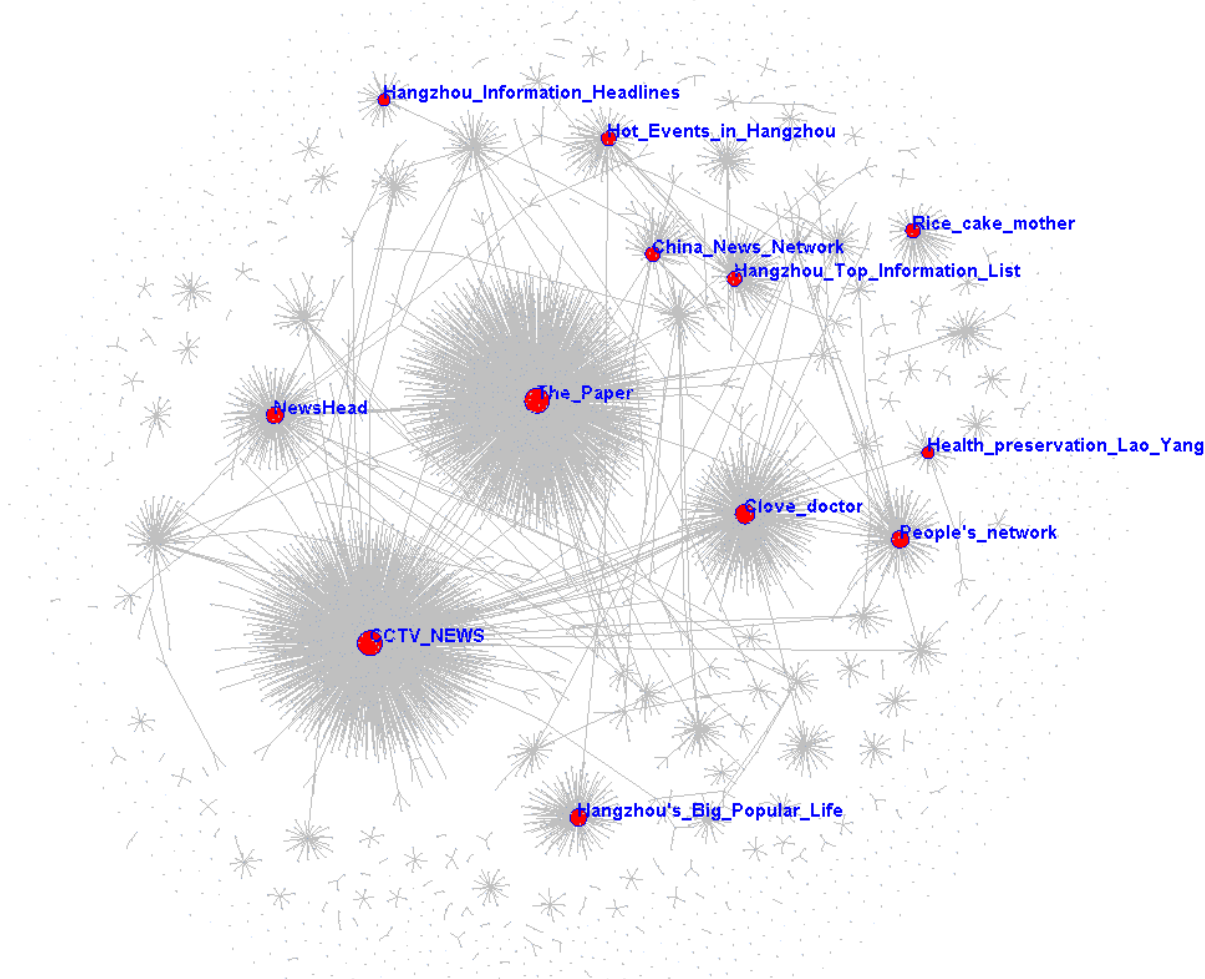 Hangzhou_Information_Headlines
Hot_Events_in_Hangzhou
Rice_cake_mother
China_News_Network
Hangzhou_Top_Information_List
The_Paper
NewsHead
Health_preservation_Lao_Yang
Clove_doctor
People's_network
CCTV_NEWS
Hangzhou's_Big_Popular_Life